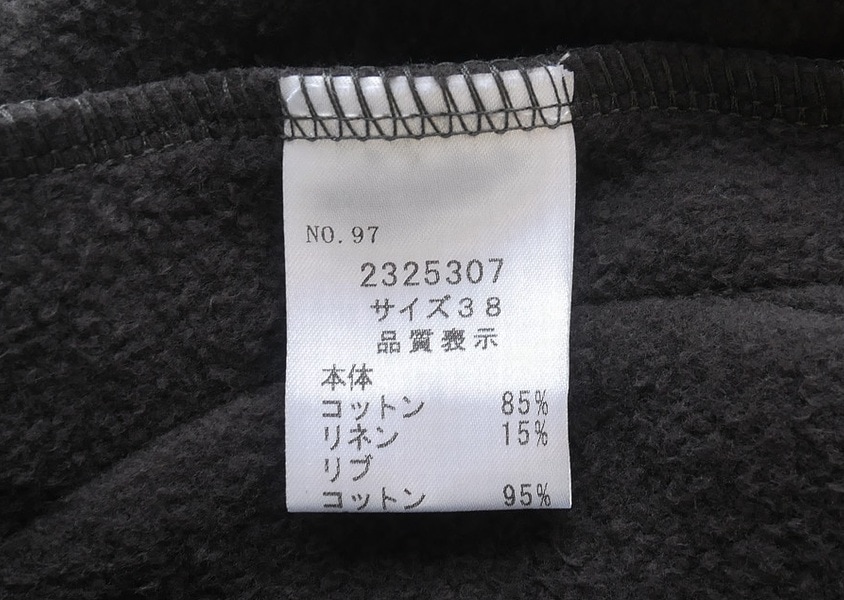 NO. 97
2325307
サイズ38
品質表示
本体
コットン 85%
リネン 15%
リブ
コットン 95%